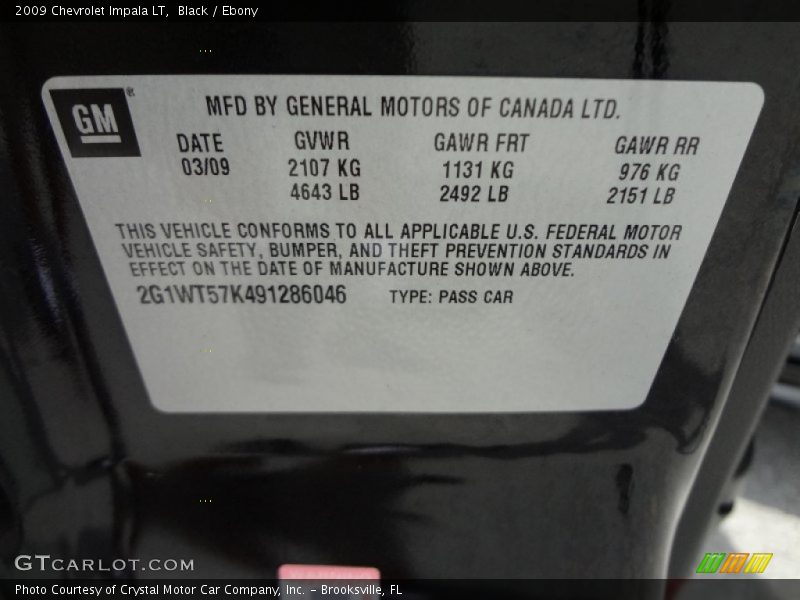 2009 Chevrolet Impala LT,  Black / Ebony
GM ®
MFD BY GENERAL MOTORS OF CANADA LTD.
DATE GVWR GAWR FRT GAWR RR
03/09 2107 KG 1131 KG 976 KG
4643 LB 2492 LB 2151 LB
THIS VEHICLE CONFORMS TO ALL APPLICABLE U.S. FEDERAL MOTOR
VEHICLE SAFETY, BUMPER, AND THEFT PREVENTION STANDARDS IN
EFFECT ON THE DATE OF MANUFACTURE SHOWN ABOVE.
2G1WT57K491286046 TYPE: PASS CAR
GTCARLOT.COM
Photo Courtesy of Crystal Motor Car Company, Inc. – Brooksville, FL